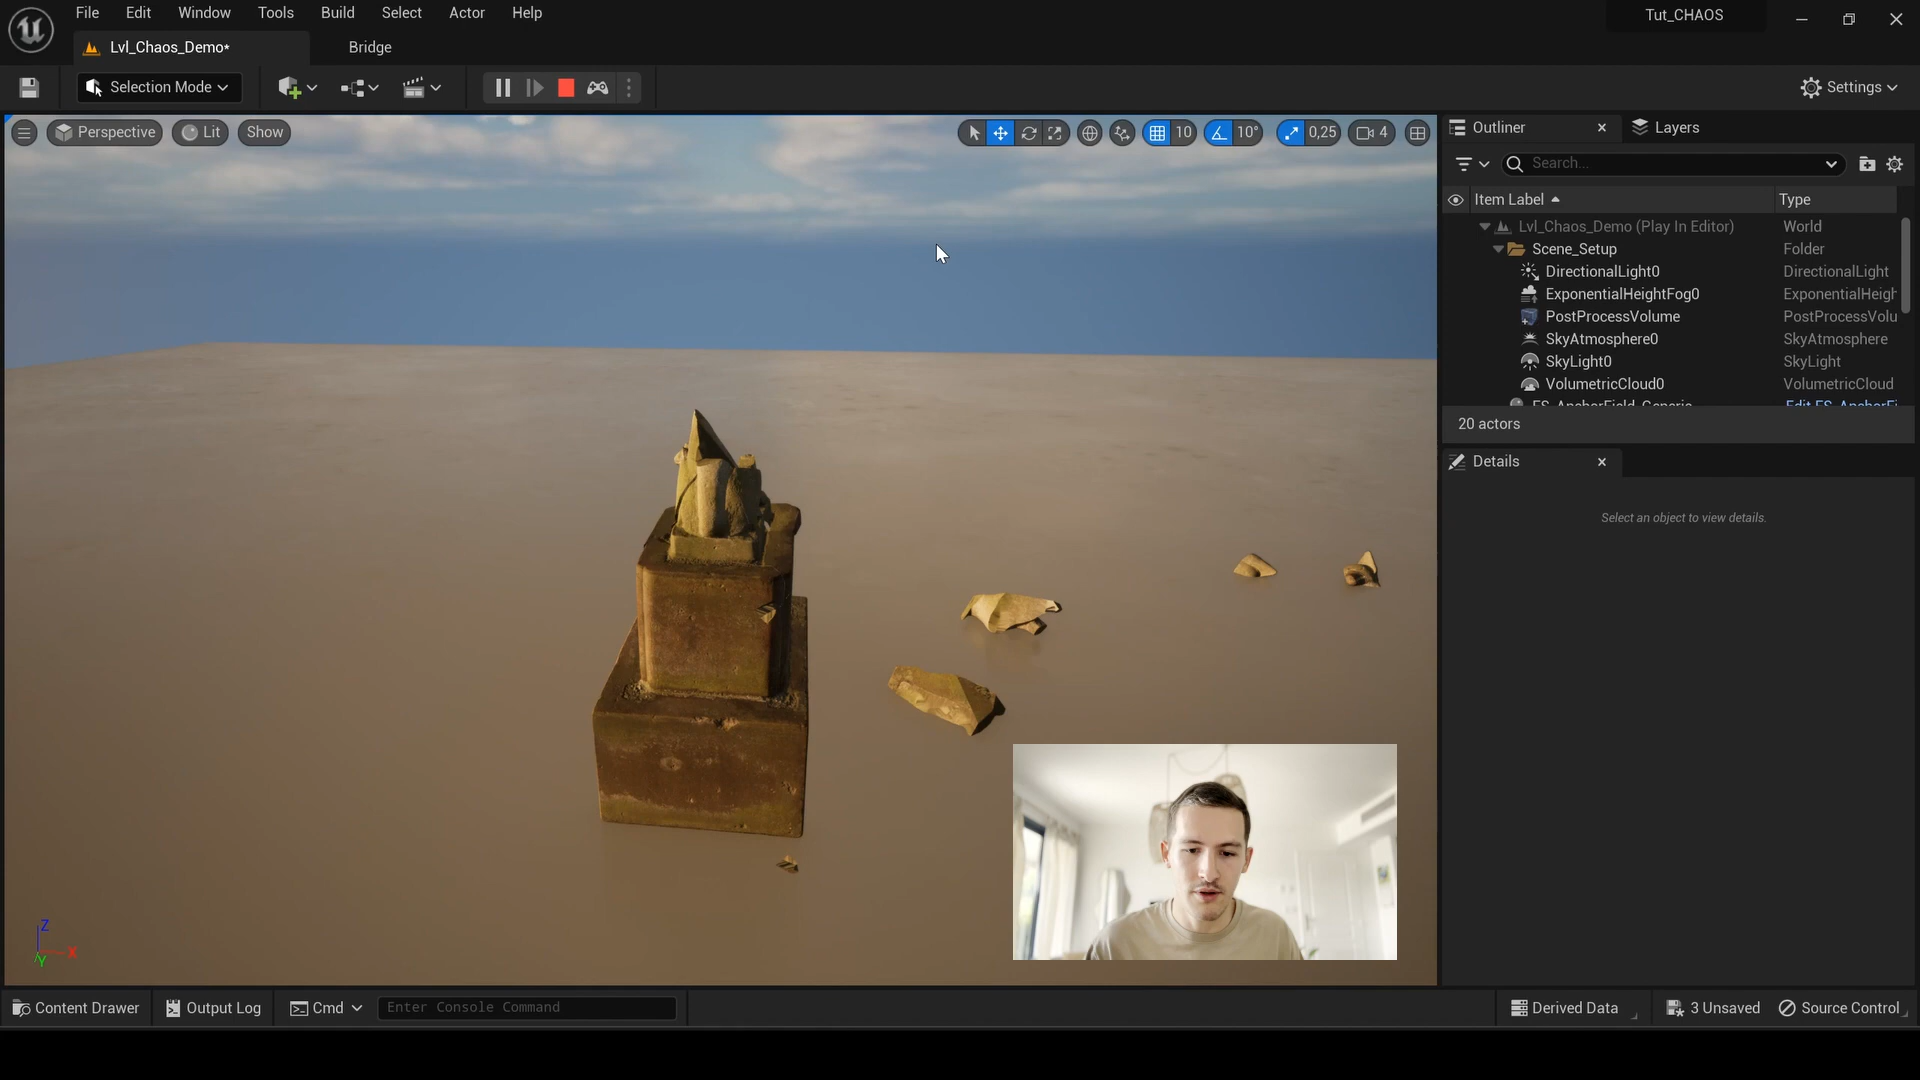 File Edit Window Tools Build Select Actor Help
Tut_CHAOS
Lvl_Chaos_Demo*
Bridge
Selection Mode
Settings
Perspective
Lit
Show
10
10°
0,25
4
Outliner
Layers
Search...
Item Label
Type
Lvl_Chaos_Demo (Play In Editor) World
Scene_Setup Folder
DirectionalLight0 DirectionalLight
ExponentialHeightFog0 ExponentialHeigh
PostProcessVolume PostProcessVolu
SkyAtmosphere0 SkyAtmosphere
SkyLight0 SkyLight
VolumetricCloud0 VolumetricCloud
20 actors
Details
Select an object to view details.
Z
X
Y
Content Drawer
Output Log
Cmd
Enter Console Command
Derived Data
3 Unsaved
Source Control